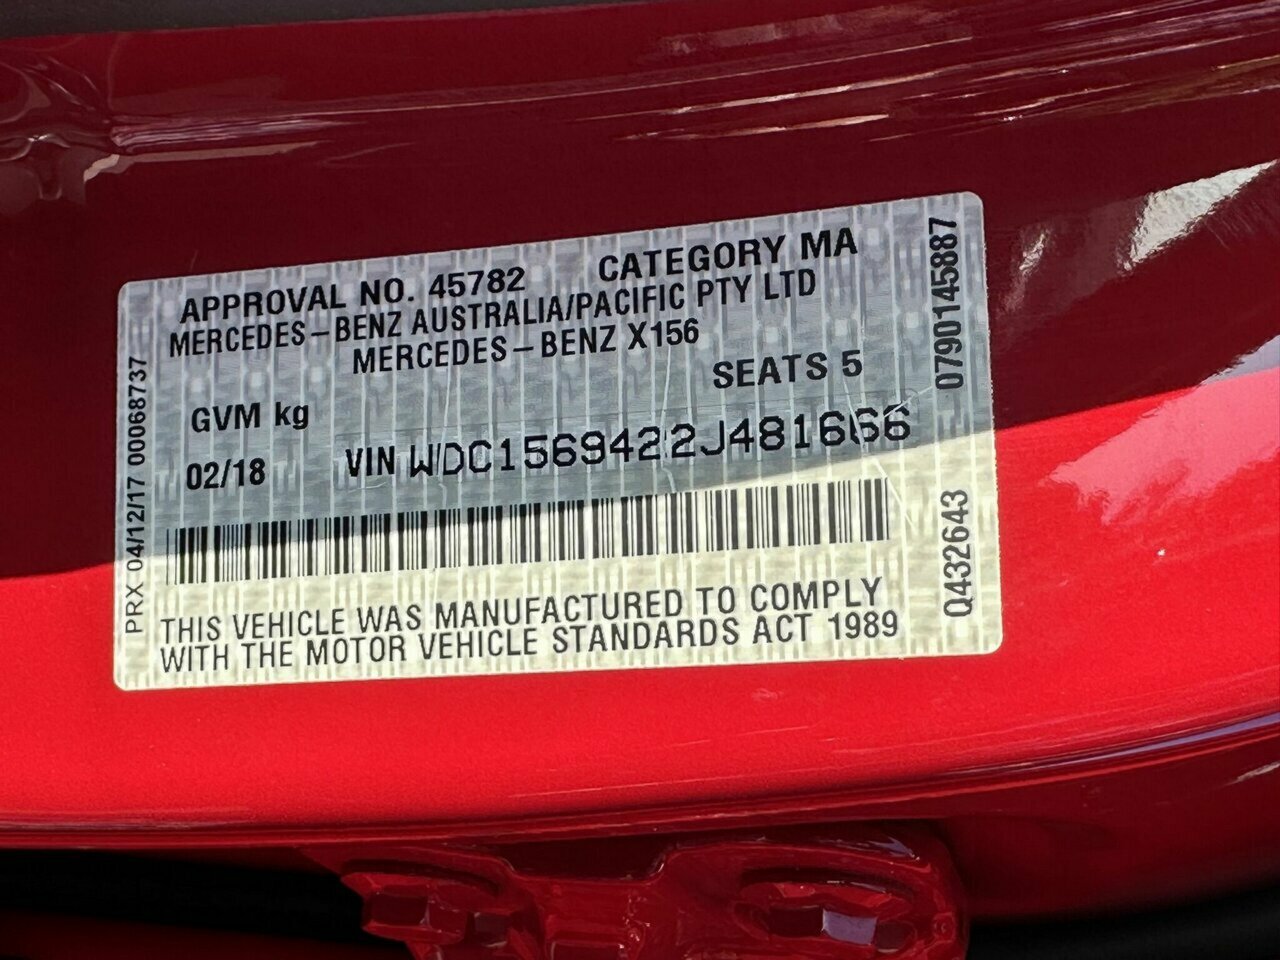 APPROVAL NO. 45782 CATEGORY MA
MERCEDES-BENZ AUSTRALIA/PACIFIC PTY LTD
MERCEDES-BENZ X156
SEATS 5
GVM kg
02/18 VIN WDC1569422J481666
THIS VEHICLE WAS MANUFACTURED TO COMPLY
WITH THE MOTOR VEHICLE STANDARDS ACT 1989
PRX 04/12/17 00068737
0790145887
Q432643